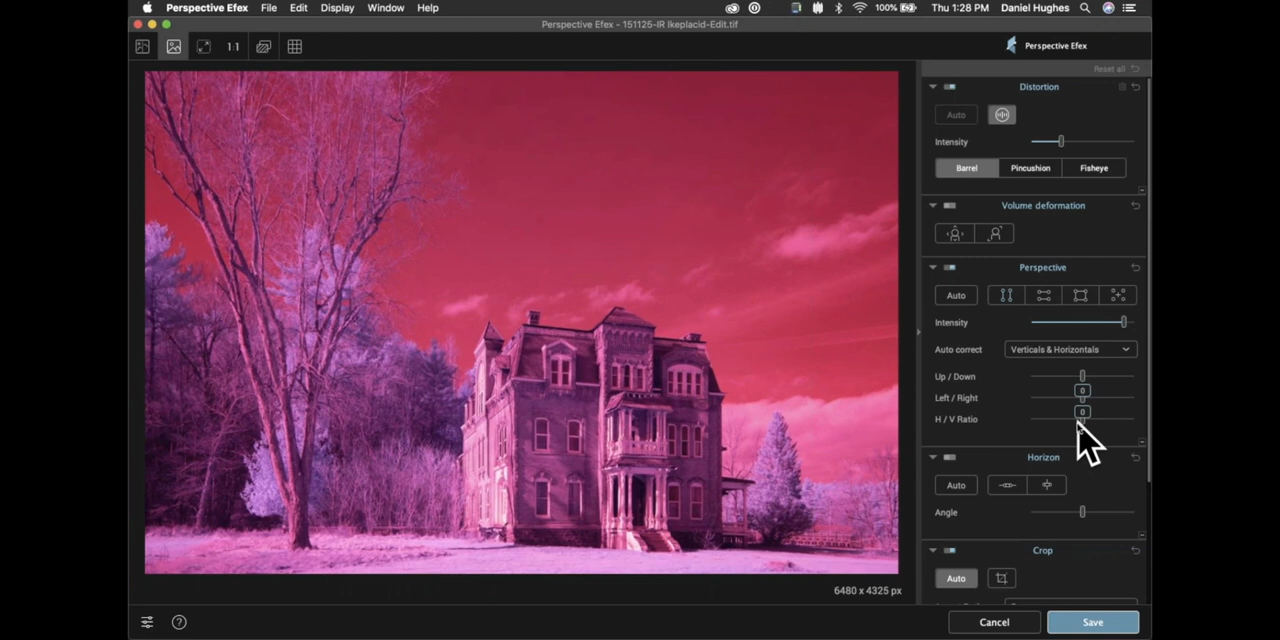 Perspective Efex File Edit Display Window Help 100% Thu 1:28 PM Daniel Hughes
Perspective Efex - 151125-IR lkeplacid-Edit.tif
1:1
Perspective Efex
Reset all
Distortion
Auto
Intensity
Barrel Pincushion Fisheye
Volume deformation
Perspective
Auto
Intensity
Auto correct Verticals & Horizontals
Up / Down
0
Left / Right
0
H / V Ratio
Horizon
Auto
Angle
Crop
Auto
6480 x 4325 px
Cancel Save